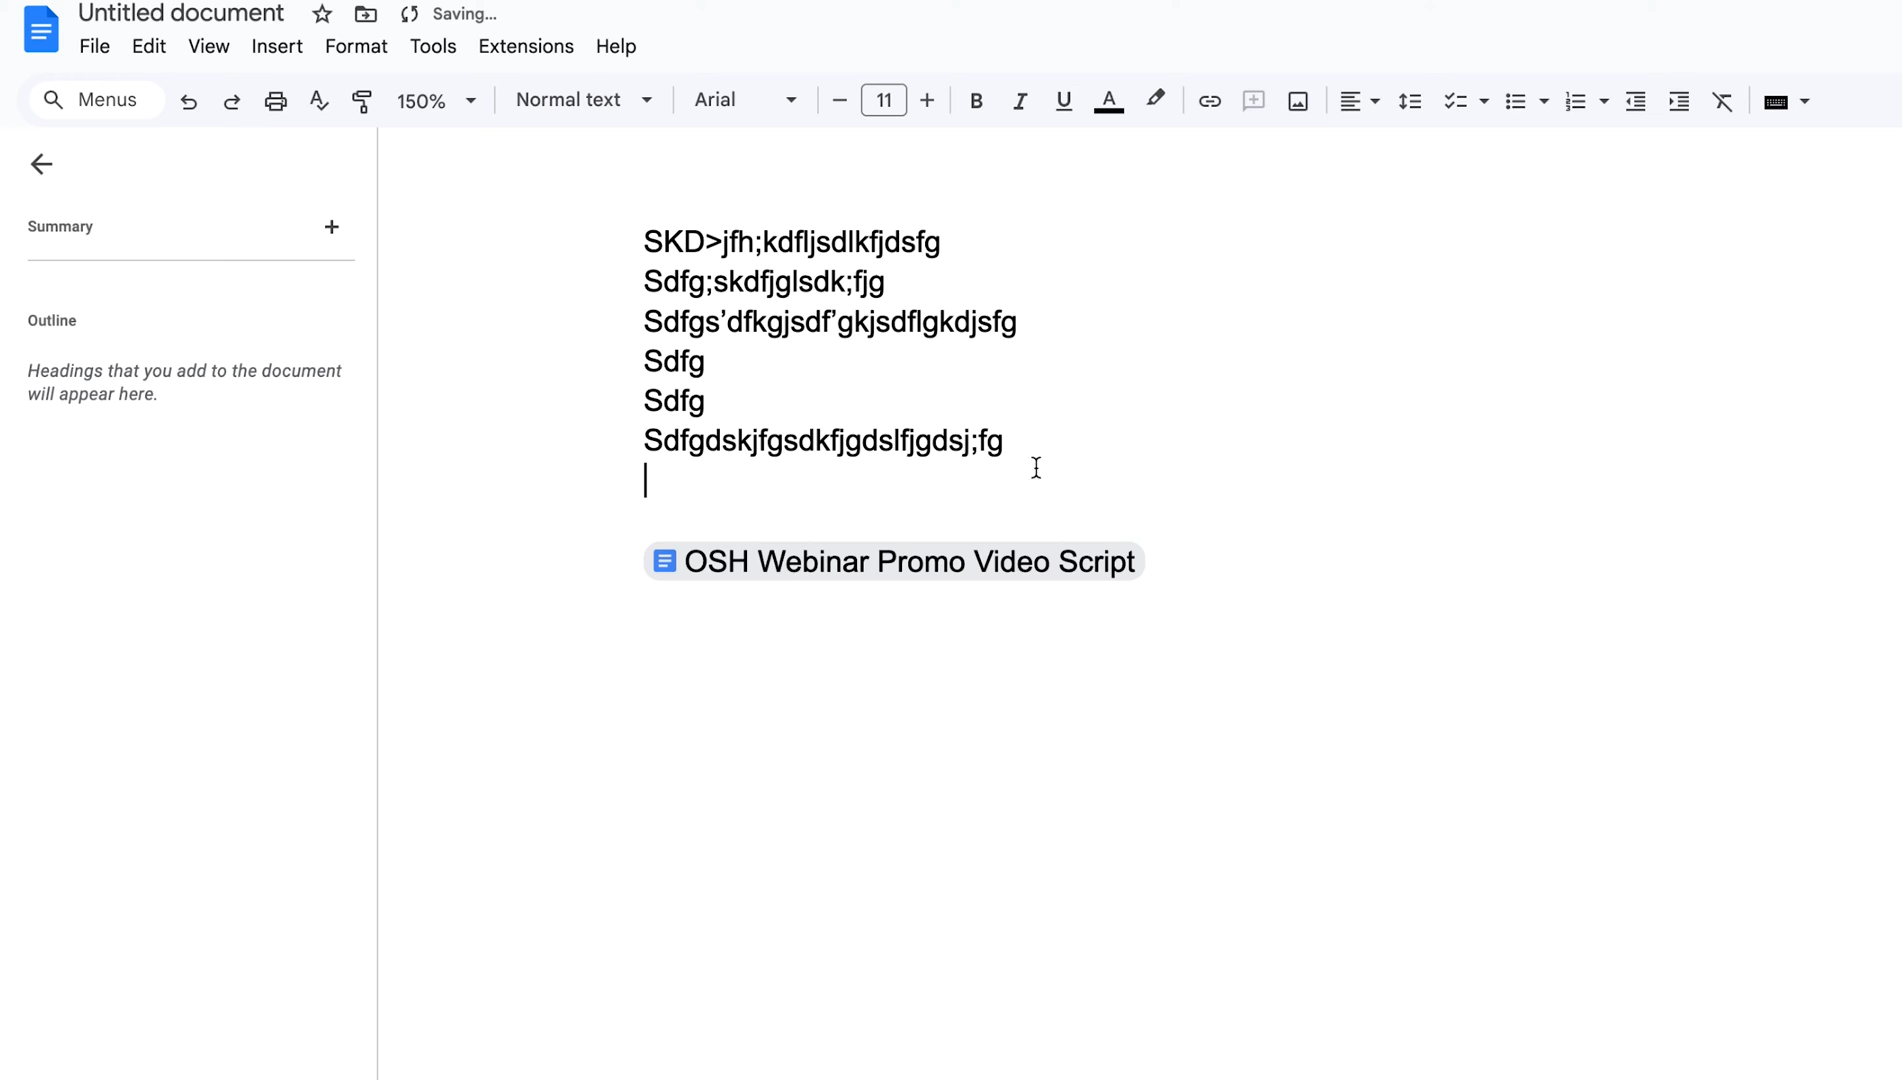 Untitled document Saving...
File Edit View Insert Format Tools Extensions Help
Menus 150% Normal text Arial 11 B I U A
Summary
Outline
Headings that you add to the document
will appear here.
SKD>jfh;kdfljsdlkfjdsfg
Sdfg;skdfjglsdk;fjg
Sdfgs’dfkgjsdf’gkjsdflgkdjsfg
Sdfg
Sdfg
Sdfgdskjfgsdkfjgdslfjgdsj;fg
OSH Webinar Promo Video Script